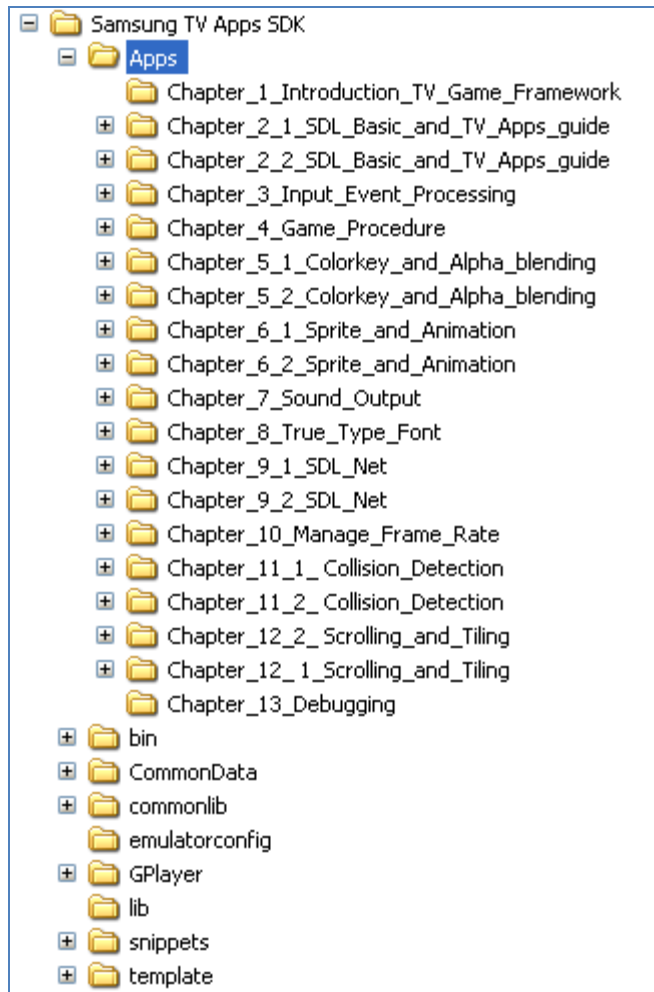 Samsung TV Apps SDK
Apps
Chapter_1_Introduction_TV_Game_Framework
Chapter_2_1_SDL_Basic_and_TV_Apps_guide
Chapter_2_2_SDL_Basic_and_TV_Apps_guide
Chapter_3_Input_Event_Processing
Chapter_4_Game_Procedure
Chapter_5_1_Colorkey_and_Alpha_blending
Chapter_5_2_Colorkey_and_Alpha_blending
Chapter_6_1_Sprite_and_Animation
Chapter_6_2_Sprite_and_Animation
Chapter_7_Sound_Output
Chapter_8_True_Type_Font
Chapter_9_1_SDL_Net
Chapter_9_2_SDL_Net
Chapter_10_Manage_Frame_Rate
Chapter_11_1_ Collision_Detection
Chapter_11_2_ Collision_Detection
Chapter_12_2_ Scrolling_and_Tiling
Chapter_12_ 1_Scrolling_and_Tiling
Chapter_13_Debugging
bin
CommonData
commonlib
emulatorconfig
GPlayer
lib
snippets
template